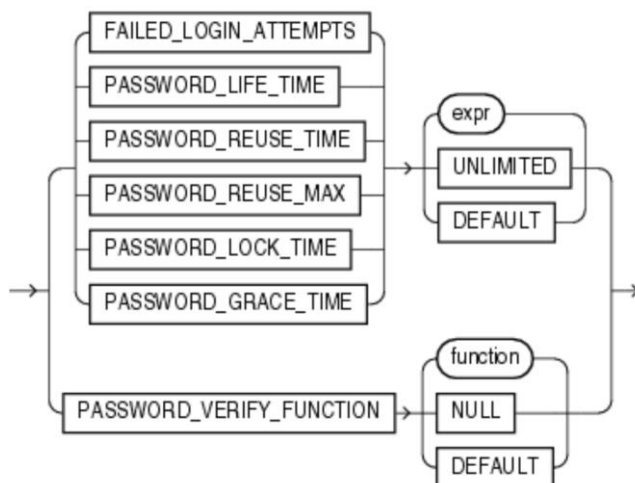 FAILED_LOGIN_ATTEMPTS
PASSWORD_LIFE_TIME
PASSWORD_REUSE_TIME
PASSWORD_REUSE_MAX
PASSWORD_LOCK_TIME
PASSWORD_GRACE_TIME
expr
UNLIMITED
DEFAULT
PASSWORD_VERIFY_FUNCTION
function
NULL
DEFAULT